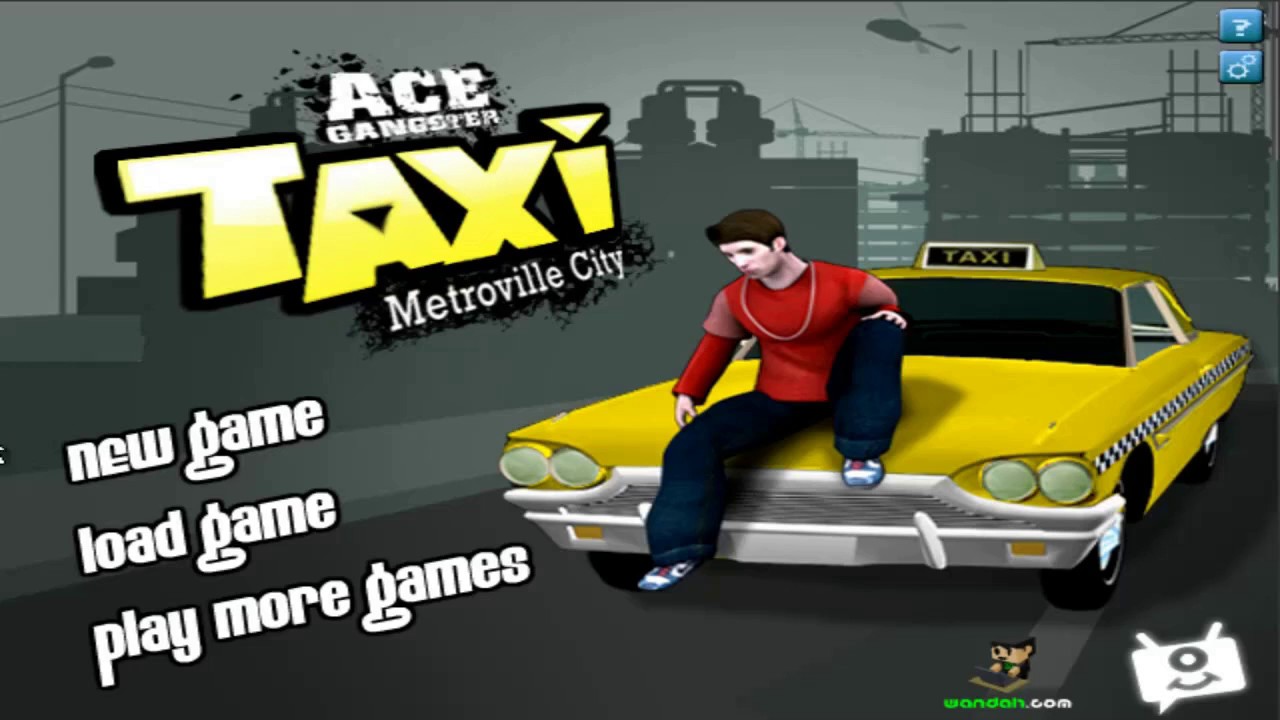 ACE
GANGSTER
TAXi
Metroville City
TAXI
new game
load game
play more games
wandah.com
?